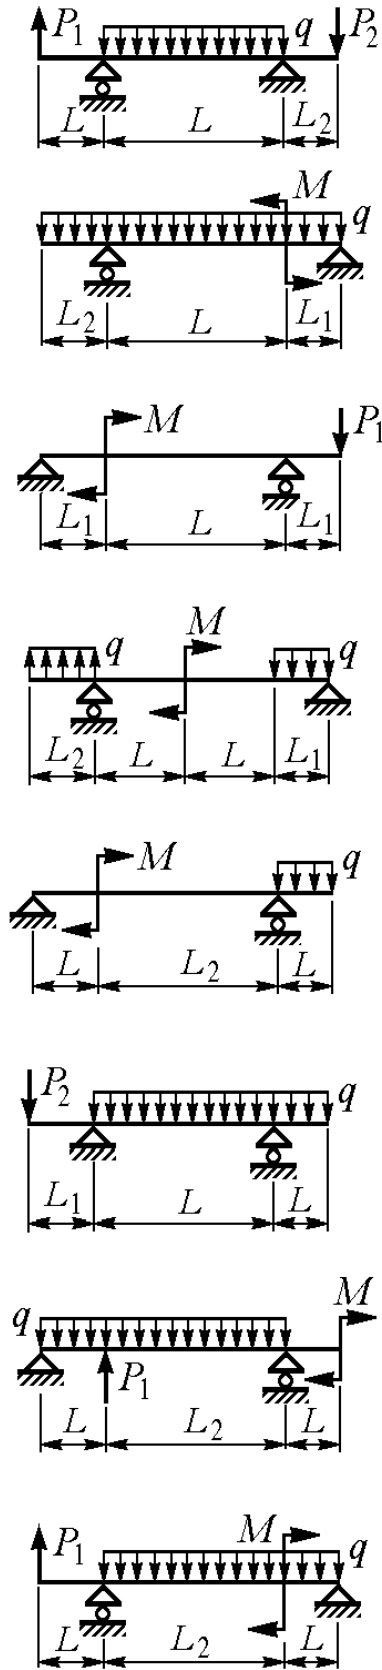 P₁ q P₂
L L L₂
M q
L₂ L L₁
M P₁
L₁ L L₁
q M q
L₂ L L L₁
M q
L L₂ L
P₂ q
L₁ L L
q M
P₁
L L₂ L
P₁ M q
L L₂ L